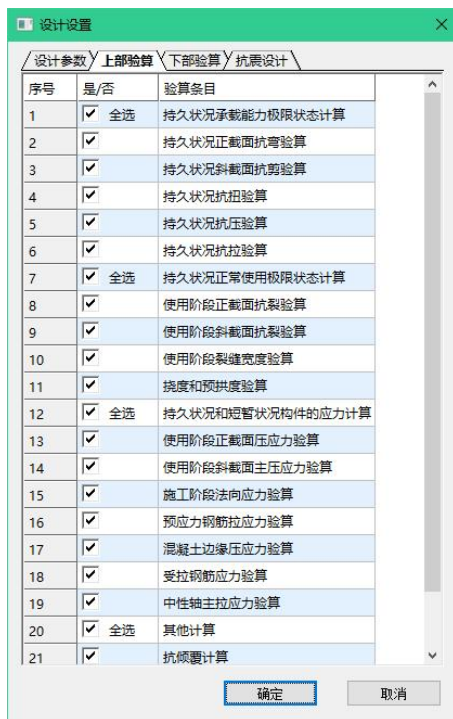 设计设置
设计参数 上部验算 下部验算 抗震设计
序号 是/否 验算条目
1 全选 持久状况承载能力极限状态计算
2 持久状况正截面抗弯验算
3 持久状况斜截面抗剪验算
4 持久状况抗扭验算
5 持久状况抗压验算
6 持久状况抗拉验算
7 全选 持久状况正常使用极限状态计算
8 使用阶段正截面抗裂验算
9 使用阶段斜截面抗裂验算
10 使用阶段裂缝宽度验算
11 挠度和预拱度验算
12 全选 持久状况和短暂状况构件的应力计算
13 使用阶段正截面压应力验算
14 使用阶段斜截面主压应力验算
15 施工阶段法向应力验算
16 预应力钢筋拉应力验算
17 混凝土边缘压应力验算
18 受拉钢筋应力验算
19 中性轴主拉应力验算
20 全选 其他计算
21 抗倾覆计算
确定 取消